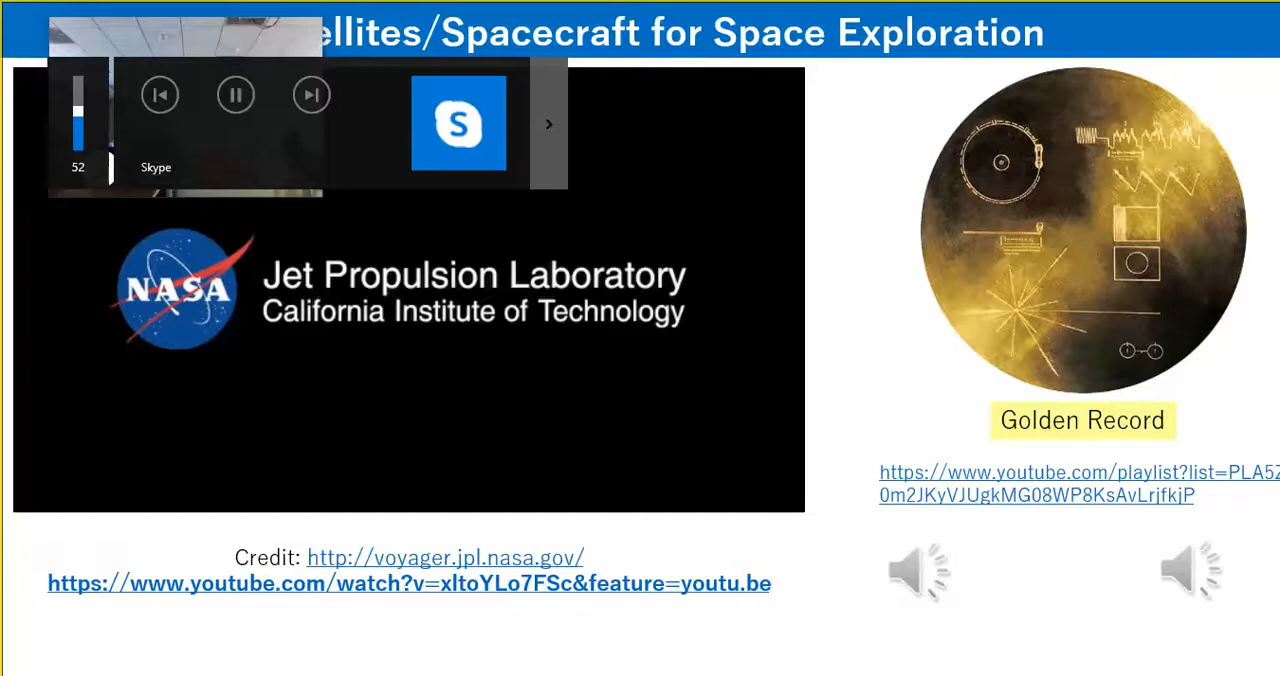 ellites/Spacecraft for Space Exploration
52
Skype
S
NASA
Jet Propulsion Laboratory
California Institute of Technology
Golden Record
https://www.youtube.com/playlist?list=PLA5Z
0m2JKyVJUgkMG08WP8KsAvLrjfkjP
Credit: http://voyager.jpl.nasa.gov/
https://www.youtube.com/watch?v=xltoYLo7FSc&feature=youtu.be